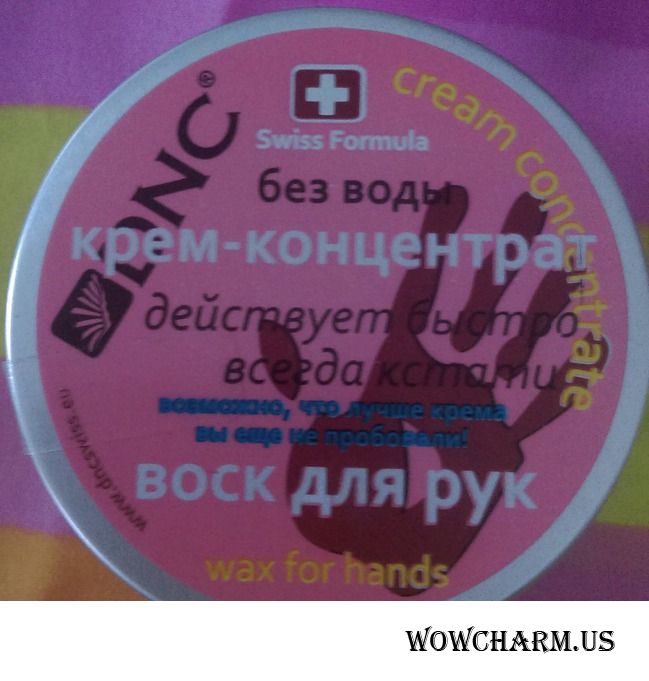 DNC®
Swiss Formula
cream concentrate
без воды
крем-концентрат
действует быстро
всегда кстати
возможно, что лучше крема
вы еще не пробовали!
воск для рук
wax for hands
www.dncswiss.eu
WOWCHARM.US